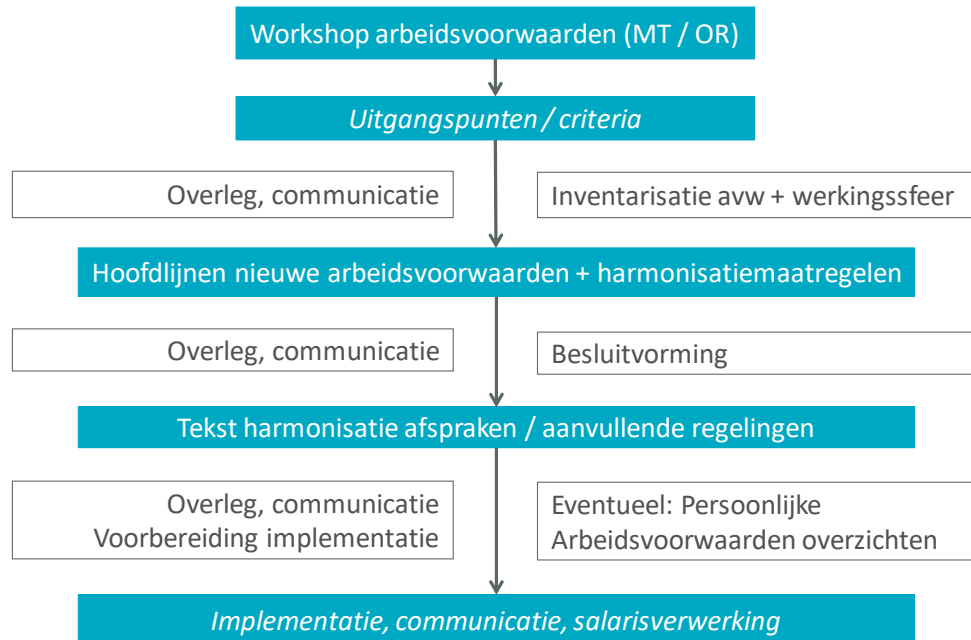 Workshop arbeidsvoorwaarden (MT / OR)
Uitgangspunten / criteria
Overleg, communicatie
Inventarisatie avw + werkingssfeer
Hoofdlijnen nieuwe arbeidsvoorwaarden + harmonisatiemaatregelen
Overleg, communicatie
Besluitvorming
Tekst harmonisatie afspraken / aanvullende regelingen
Overleg, communicatie
Voorbereiding implementatie
Eventueel: Persoonlijke
Arbeidsvoorwaarden overzichten
Implementatie, communicatie, salarisverwerking